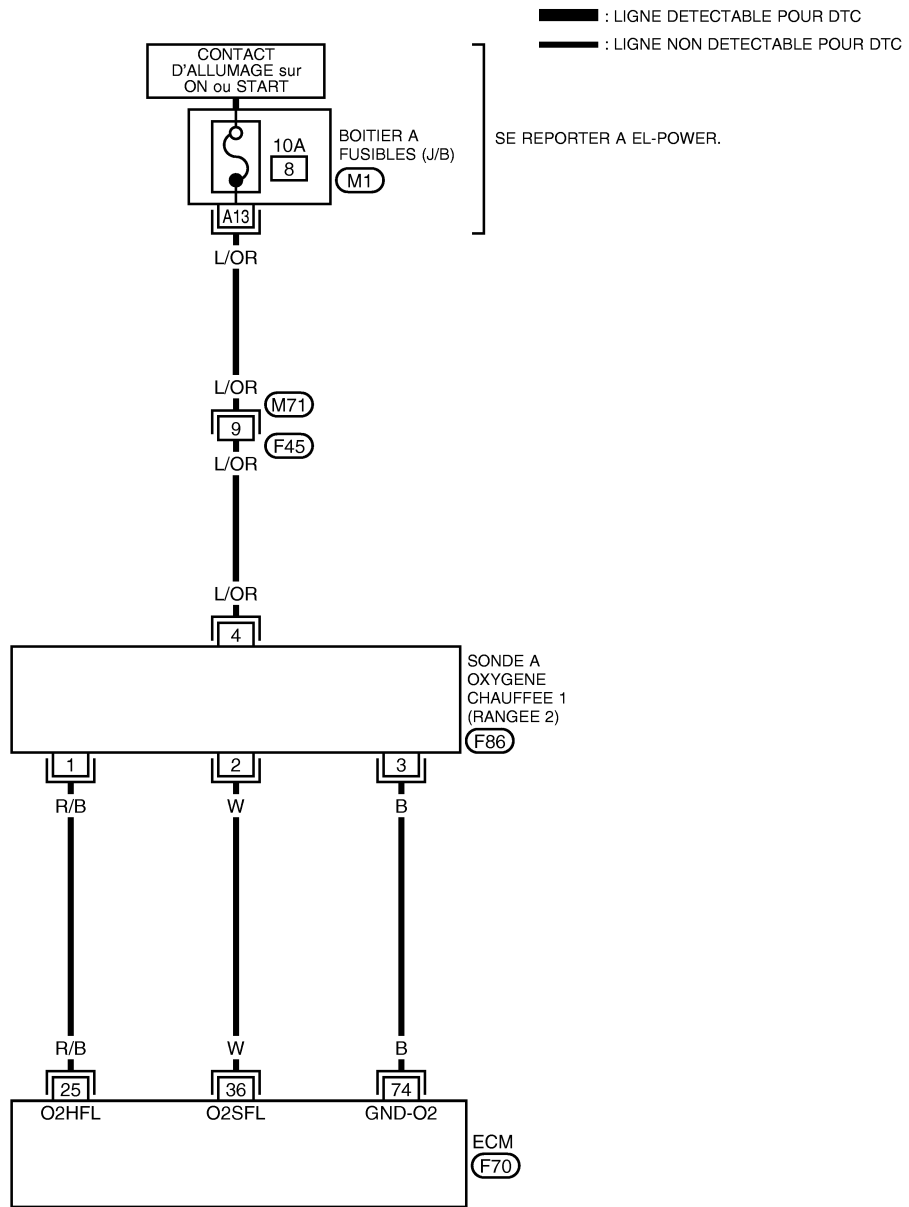 : LIGNE DETECTABLE POUR DTC
: LIGNE NON DETECTABLE POUR DTC
CONTACT
D'ALLUMAGE sur
ON ou START
10A
8
BOITIER A
FUSIBLES (J/B)
M1
SE REPORTER A EL-POWER.
A13
L/OR
L/OR
M71
9
F45
L/OR
L/OR
4
SONDE A
OXYGENE
CHAUFFEE 1
(RANGEE 2)
F86
1 2 3
R/B W B
R/B W B
25 36 74
O2HFL O2SFL GND-O2
ECM
F70